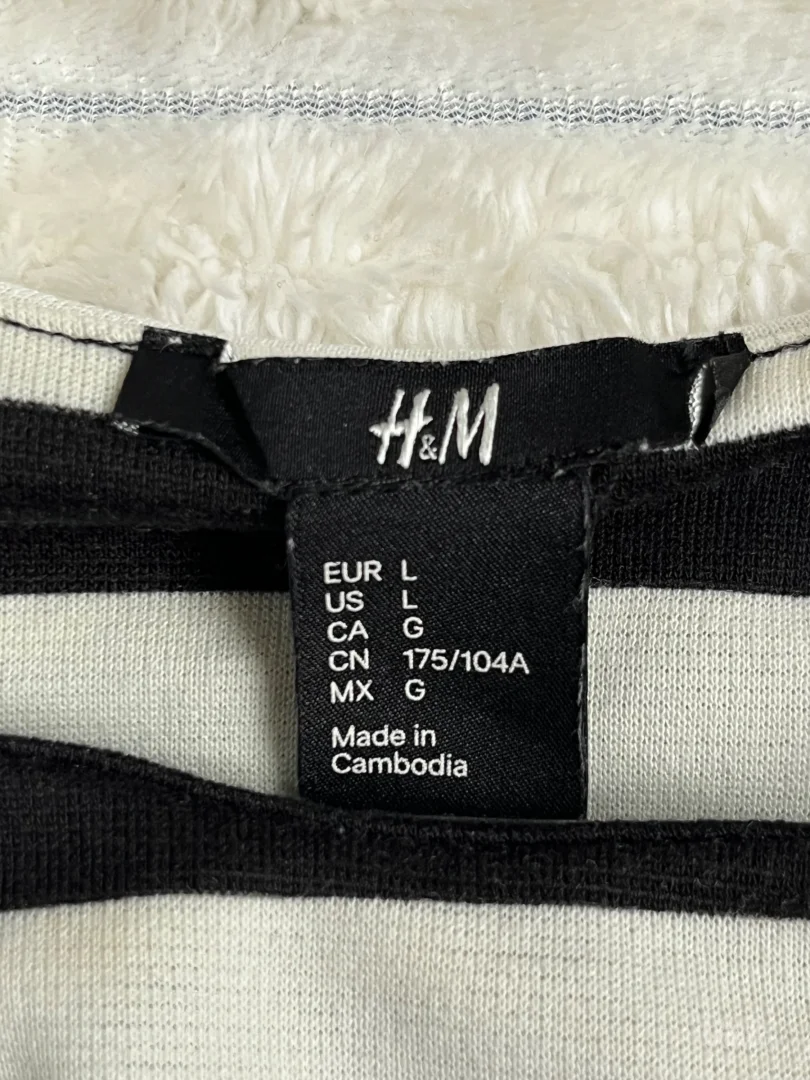 H&M
EUR L
US L
CA G
CN 175/104A
MX G
Made in
Cambodia